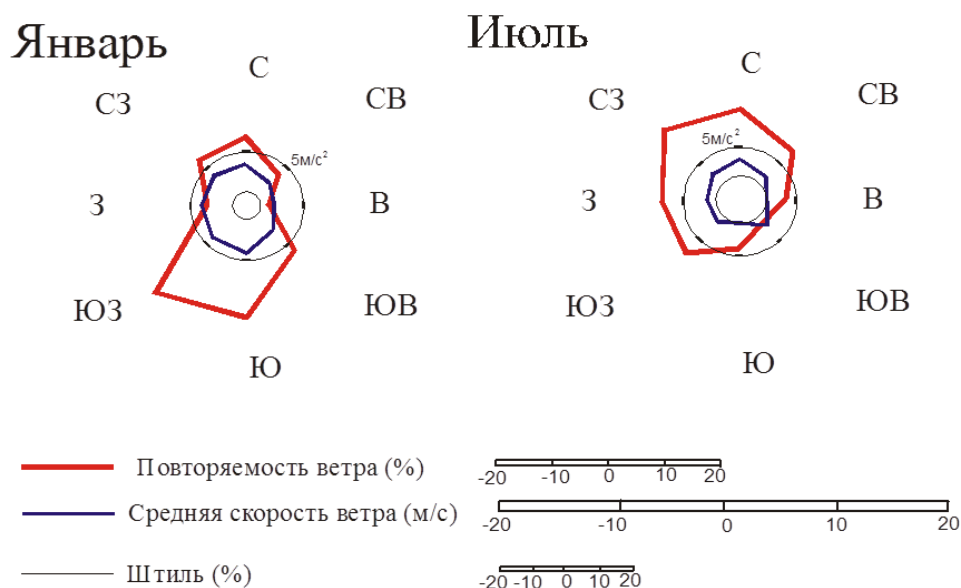 Январь
С
СЗ
СВ
5м/с²
З
В
ЮЗ
ЮВ
Ю
Июль
С
СЗ
СВ
5м/с²
З
В
ЮЗ
ЮВ
Ю
Повторяемость ветра (%)
-20 -10 0 10 20
Средняя скорость ветра (м/с)
-20 -10 0 10 20
Штиль (%)
-20 -10 0 10 20